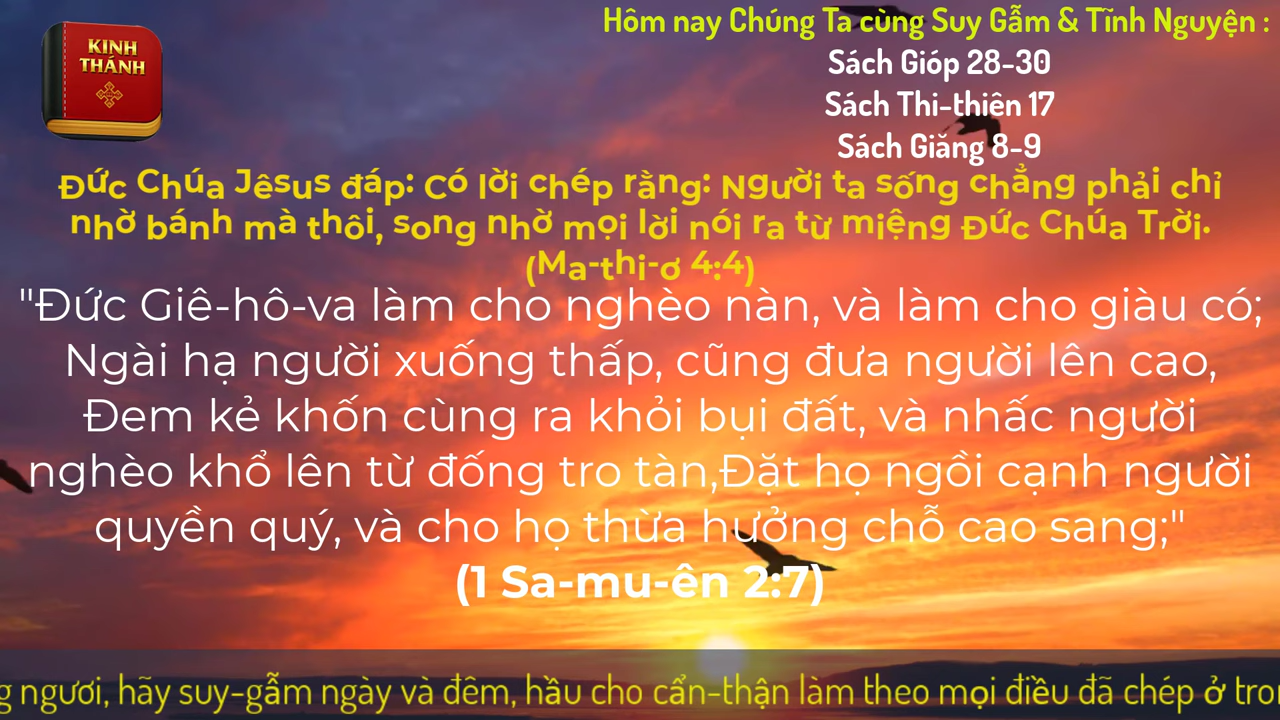 KINH
THÁNH
Hôm nay Chúng Ta cùng Suy Gẫm & Tĩnh Nguyện :
Sách Gióp 28-30
Sách Thi-thiên 17
Sách Giăng 8-9
Đức Chúa Jêsus đáp: Có lời chép rằng: Người ta sống chẳng phải chỉ
nhờ bánh mà thôi, song nhờ mọi lời nói ra từ miệng Đức Chúa Trời.
(Ma-thi-ơ 4:4)
"Đức Giê-hô-va làm cho nghèo nàn, và làm cho giàu có;
Ngài hạ người xuống thấp, cũng đưa người lên cao,
Đem kẻ khốn cùng ra khỏi bụi đất, và nhấc người
nghèo khổ lên từ đống tro tàn,Đặt họ ngồi cạnh người
quyền quý, và cho họ thừa hưởng chỗ cao sang;"
(1 Sa-mu-ên 2:7)
ngươi, hãy suy-gẫm ngày và đêm, hầu cho cẩn-thận làm theo mọi điều đã chép ở